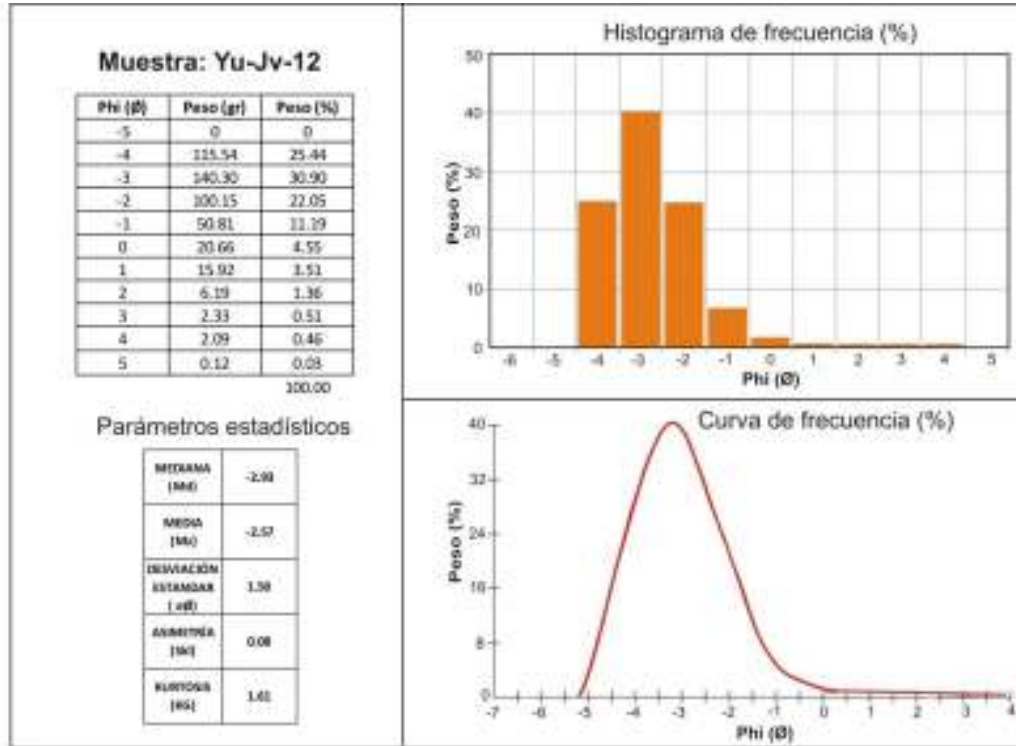 Muestra: Yu-Jv-12
Phi (Ø) Peso (gr) Peso (%)
-5 0 0
-4 115.54 25.44
-3 140.30 30.90
-2 100.15 22.05
-1 50.81 11.19
0 20.66 4.55
1 15.92 3.51
2 6.19 1.36
3 2.33 0.51
4 2.09 0.46
5 0.12 0.03
100.00
Parámetros estadísticos
MEDIANA
(Md) -2.93
MEDIA
-2.57
DESVIACIÓN
ESTANDAR
ASIMETRÍA
KURTOSIS
1.61
Histograma de frecuencia (%)
Peso (%)
50
40
30
20
10
0
-6 -5 -4 -3 -2 -1 0 1 2 3 4 5
Phi (Ø)
Curva de frecuencia (%)
Peso (%)
40
32
24
16
8
0
-7 -6 -5 -4 -3 -2 -1 0 1 2 3 4
Phi (Ø)